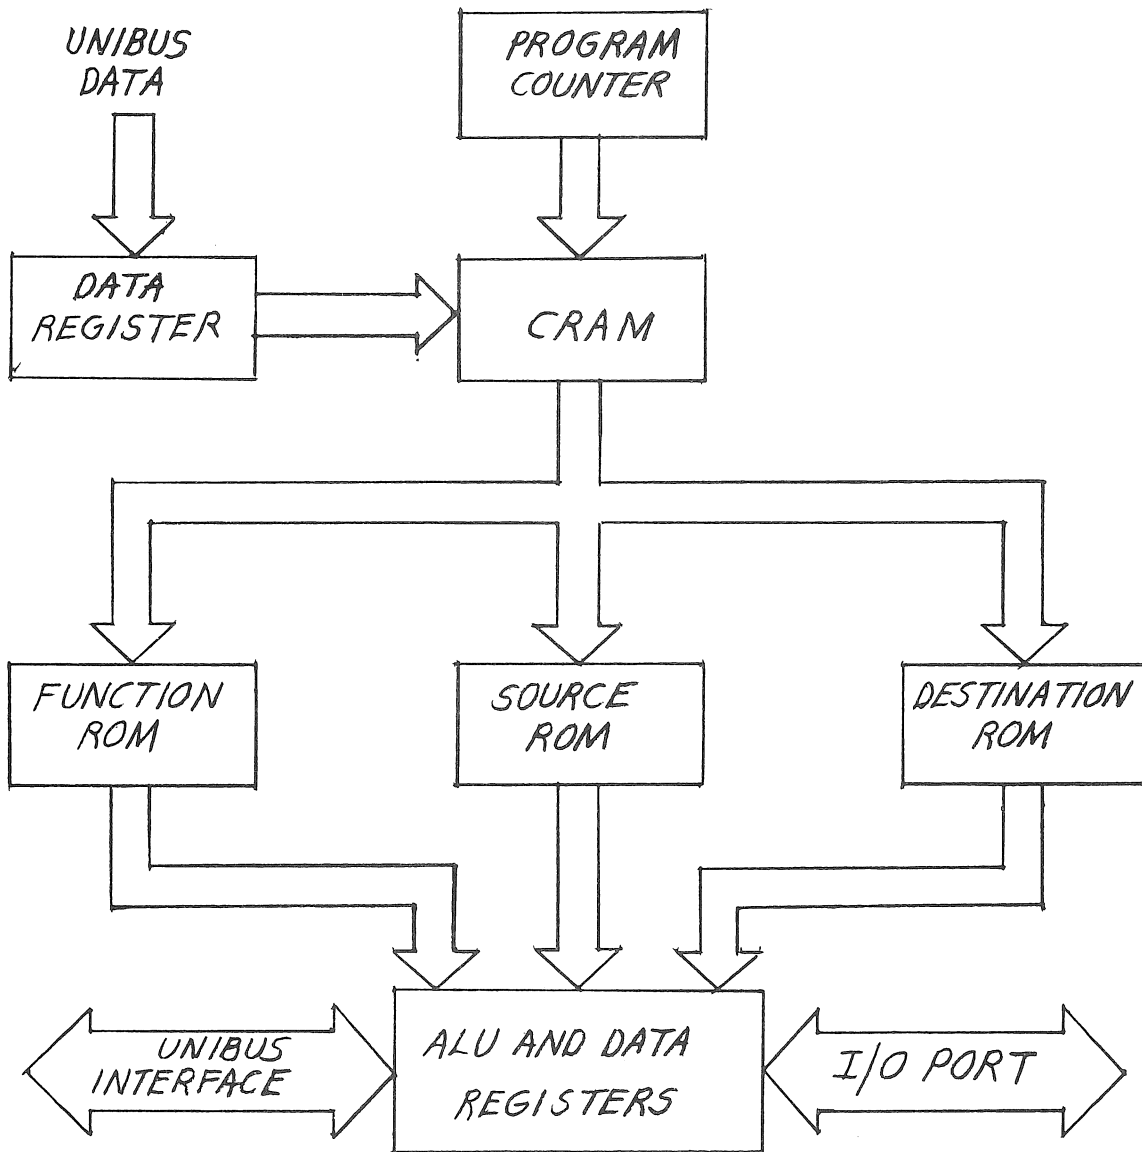 UNIBUS
DATA
PROGRAM
COUNTER
DATA
REGISTER
CRAM
FUNCTION
ROM
SOURCE
ROM
DESTINATION
ROM
UNIBUS
INTERFACE
ALU AND DATA
REGISTERS
I/O PORT